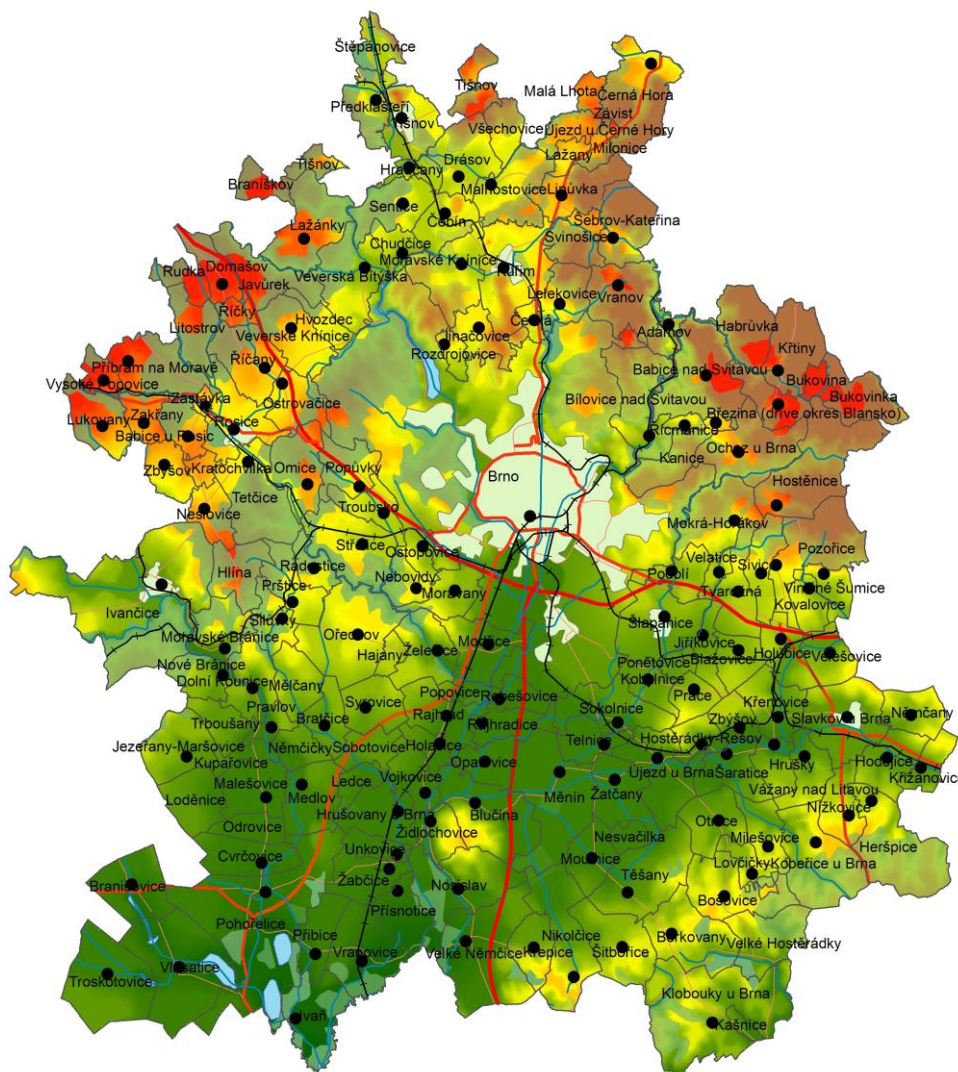 Štěpánovice
Tišnov
Malá Lhota
Černá Hora
Předklášteří
Závist
Tišnov
Všechovice
Újezd u Černé Hory
Milonice
Lažany
Tišnov
Drásov
Hradčany
Braníškov
Malhostovice
Lipůvka
Sentice
Čebín
Šebrov-Kateřina
Lažánky
Svinošice
Chudčice
Moravské Knínice
Kuřim
Domašov
Rudka
Javůrek
Veverská Bítýška
Lelekovice
Vranov
Říčky
Hvozdec
Česká
Litostrov
Veverské Knínice
Jinačovice
Adamov
Habrůvka
Rozdrojovice
Křtiny
Příbram na Moravě
Říčany
Babice nad Svitavou
Vysoké Popovice
Bukovina
Zastávka
Ostrovačice
Bílovice nad Svitavou
Bukovinka
Zakřany
Březina (dříve okres Blansko)
Lukovany
Rosice
Řícmanice
Babice u Rosic
Ochoz u Brna
Kanice
Zbýšov
Kratochvilka
Omice
Popůvky
Brno
Hostěnice
Tetčice
Neslovice
Troubsko
Mokrá-Horákov
Střelice
Ostopovice
Pozořice
Velatice
Sivice
Hlína
Radostice
Podolí
Nebovidy
Viničné Šumice
Prštice
Tvarožná
Moravany
Kovalovice
Ivančice
Silůvky
Šlapanice
Ořechov
Moravské Bránice
Modřice
Jiříkovice
Holubice
Hajany
Želešice
Blažovice
Velešovice
Nové Bránice
Ponětovice
Dolní Kounice
Kobylnice
Mělčany
Popovice
Rebešovice
Prace
Pravlov
Syrovice
Křenovice
Rajhrad
Sokolnice
Němčany
Trboušany
Bratčice
Rajhradice
Zbýšov
Slavkov u Brna
Telnice
Hostěrádky-Rešov
Jezeřany-Maršovice
Němčičky
Sobotovice
Holasice
Kupařovice
Opatovice
Hodějice
Újezd u Brna
Šaratice
Hrušky
Křižanovice
Malešovice
Ledce
Vojkovice
Medlov
Měnín
Žatčany
Vážany nad Litavou
Loděnice
Blučina
Nížkovice
Hrušovany u Brna
Odrovice
Židlochovice
Otnice
Nesvačilka
Milešovice
Heršpice
Unkovice
Cvrčovice
Moutnice
Lovčičky
Kobeřice u Brna
Žabčice
Těšany
Branišovice
Nosislav
Bošovice
Přísnotice
Pohořelice
Přibice
Borkovany
Velké Hostěrádky
Nikolčice
Velké Němčice
Křepice
Šitbořice
Vranovice
Vlasatice
Troskotovice
Klobouky u Brna
Ivaň
Kašnice